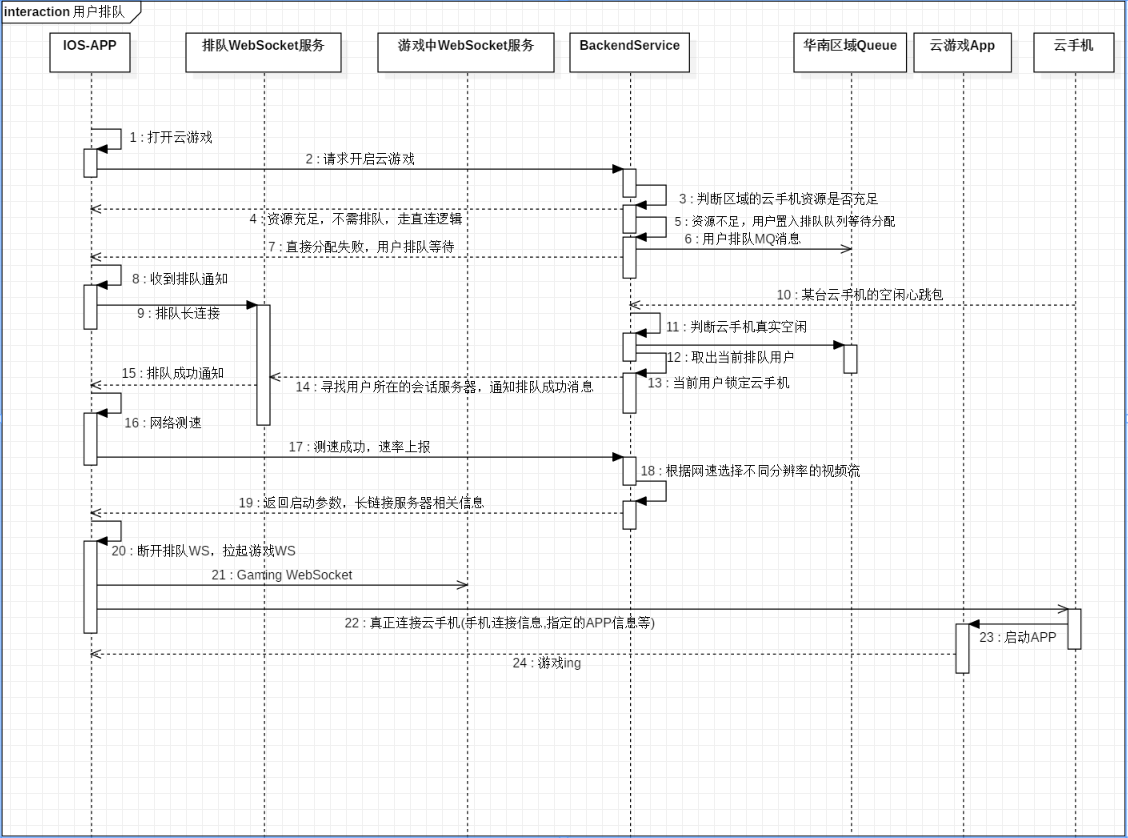 interaction 用户排队
IOS-APP
排队WebSocket服务
游戏中WebSocket服务
BackendService
华南区域Queue
云游戏App
云手机
1 : 打开云游戏
2 : 请求开启云游戏
3 : 判断区域的云手机资源是否充足
4 : 资源充足，不需排队，走直连逻辑
5 : 资源不足，用户置入排队队列等待分配
6 : 用户排队MQ消息
7 : 直接分配失败，用户排队等待
8 : 收到排队通知
9 : 排队长连接
10 : 某台云手机的空闲心跳包
11 : 判断云手机真实空闲
12 : 取出当前排队用户
13 : 当前用户锁定云手机
14 : 寻找用户所在的会话服务器，通知排队成功消息
15 : 排队成功通知
16 : 网络测速
17 : 测速成功，速率上报
18 : 根据网速选择不同分辨率的视频流
19 : 返回启动参数，长链接服务器相关信息
20 : 断开排队WS，拉起游戏WS
21 : Gaming WebSocket
22 : 真正连接云手机(手机连接信息,指定的APP信息等)
23 : 启动APP
24 : 游戏ing